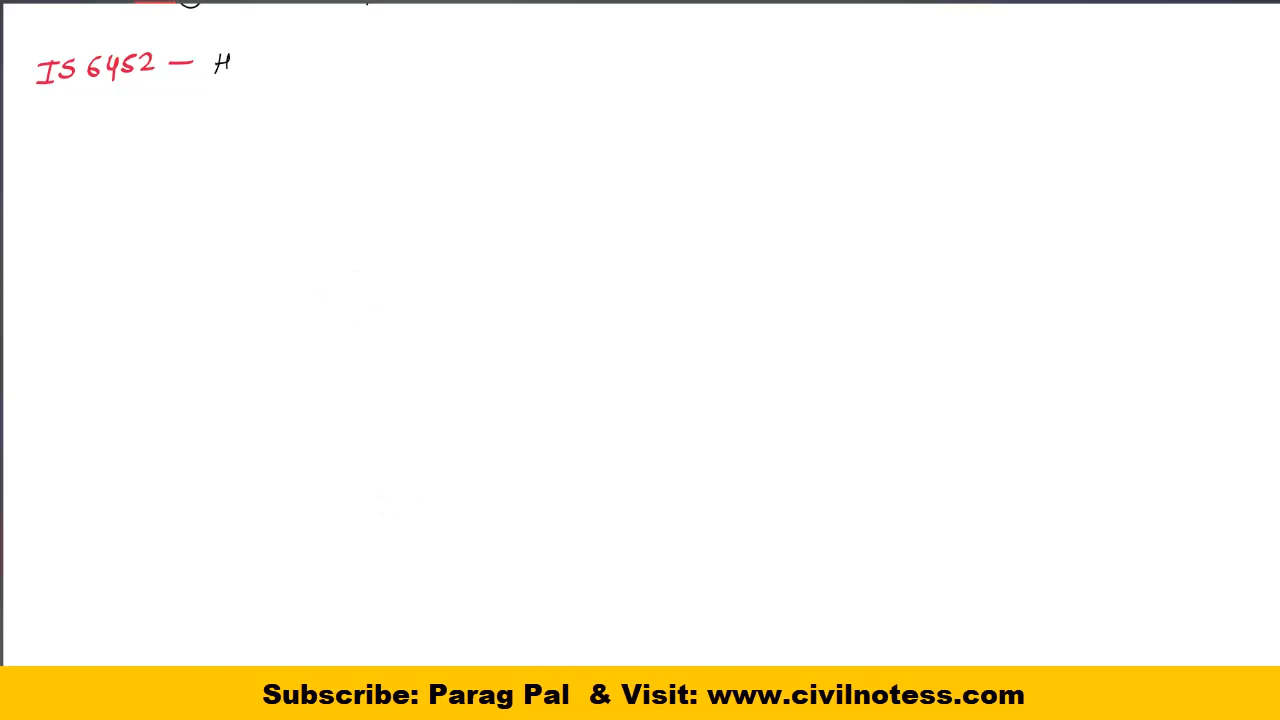 IS 6452 — H
Subscribe: Parag Pal & Visit: www.civilnotess.com